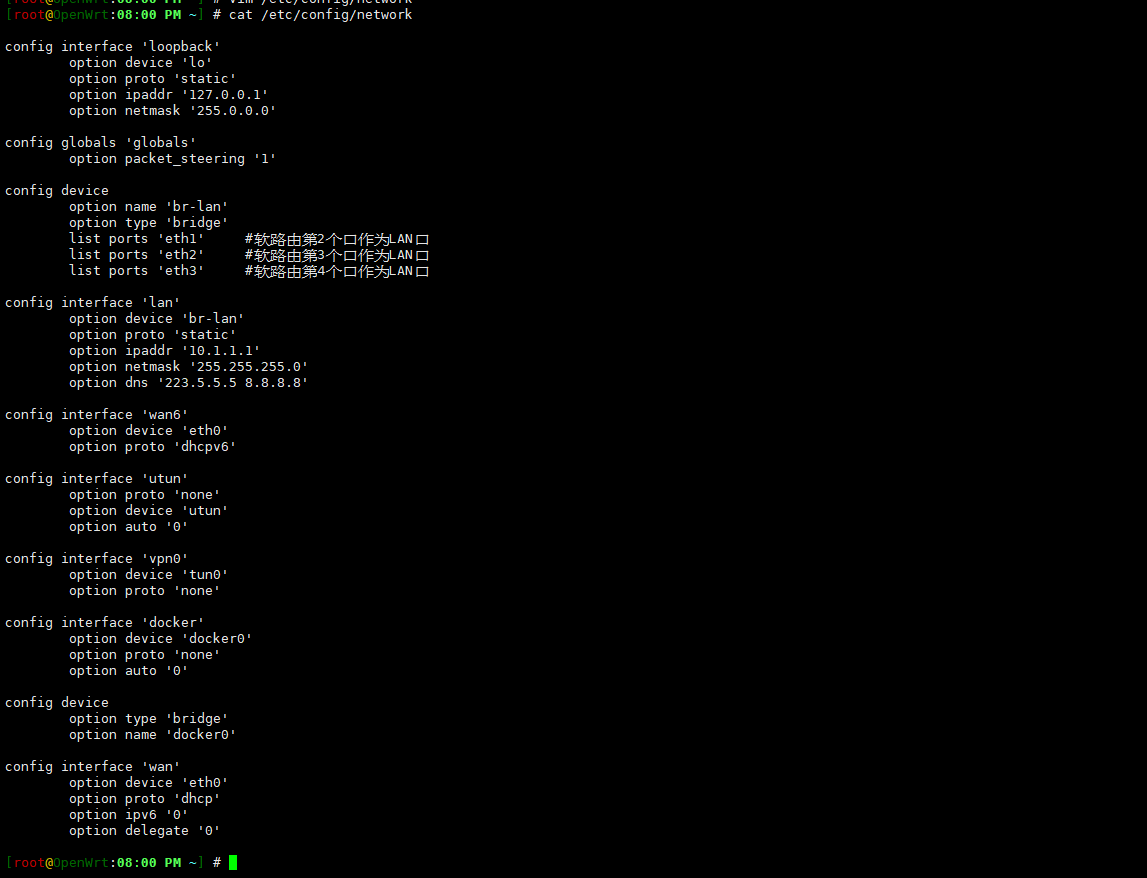 [root@OpenWrt:08:00 PM ~] # vim /etc/config/network
[root@OpenWrt:08:00 PM ~] # cat /etc/config/network
config interface 'loopback'
option device 'lo'
option proto 'static'
option ipaddr '127.0.0.1'
option netmask '255.0.0.0'
config globals 'globals'
option packet_steering '1'
config device
option name 'br-lan'
option type 'bridge'
list ports 'eth1' #软路由第2个口作为LAN口
list ports 'eth2' #软路由第3个口作为LAN口
list ports 'eth3' #软路由第4个口作为LAN口
config interface 'lan'
option device 'br-lan'
option proto 'static'
option ipaddr '10.1.1.1'
option netmask '255.255.255.0'
option dns '223.5.5.5 8.8.8.8'
config interface 'wan6'
option device 'eth0'
option proto 'dhcpv6'
config interface 'utun'
option proto 'none'
option device 'utun'
option auto '0'
config interface 'vpn0'
option device 'tun0'
option proto 'none'
config interface 'docker'
option device 'docker0'
option proto 'none'
option auto '0'
config device
option type 'bridge'
option name 'docker0'
config interface 'wan'
option device 'eth0'
option proto 'dhcp'
option ipv6 '0'
option delegate '0'
[root@OpenWrt:08:00 PM ~] #